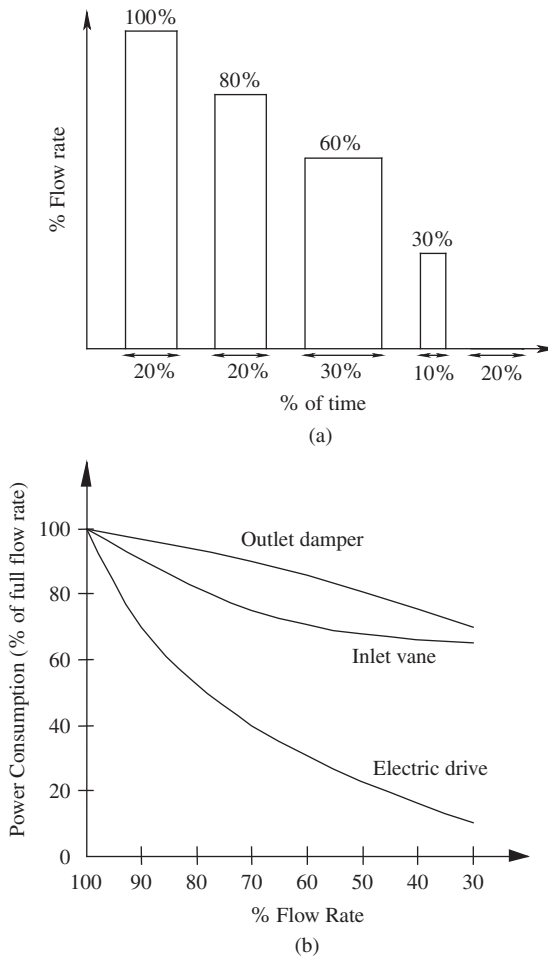 100%
80%
60%
30%
% Flow rate
20%
20%
30%
10%
20%
% of time
(a)
Power Consumption (% of full flow rate)
100
80
60
40
20
0
Outlet damper
Inlet vane
Electric drive
100 90 80 70 60 50 40 30
% Flow Rate
(b)